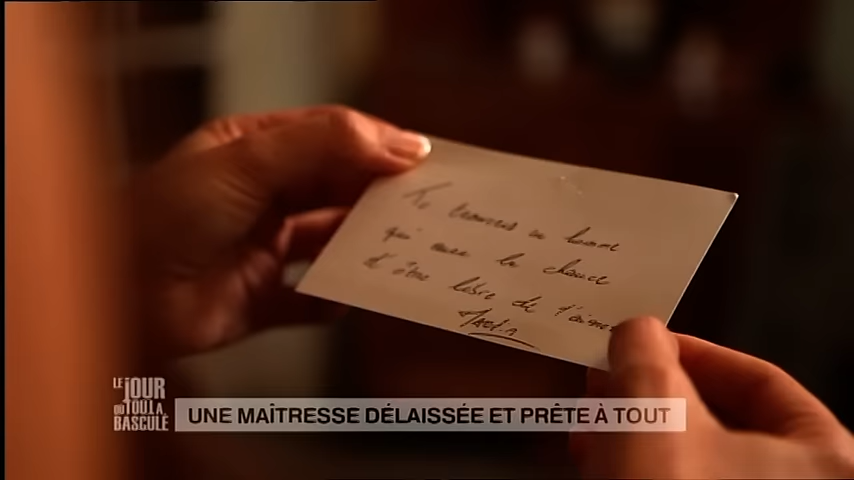 Tu trouveras un homme
qui aura la chance
d'être libre de t'aimer
LE JOUR
OÙ TOUT A
BASCULÉ
UNE MAÎTRESSE DÉLAISSÉE ET PRÊTE À TOUT